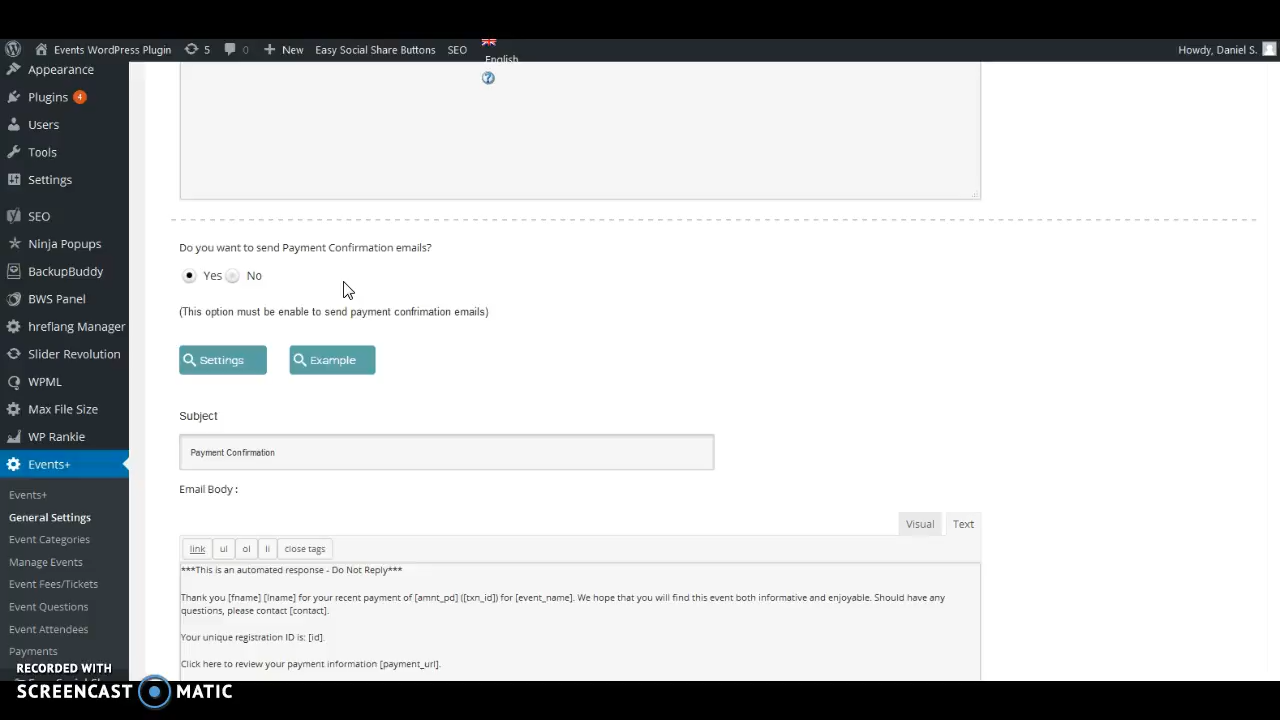 Events WordPress Plugin 5 0 New Easy Social Share Buttons SEO English Howdy, Daniel S.
Appearance
Plugins 4
Users
Tools
Settings
SEO
Ninja Popups
BackupBuddy
BWS Panel
hreflang Manager
Slider Revolution
WPML
Max File Size
WP Rankie
Events+
Events+
General Settings
Event Categories
Manage Events
Event Fees/Tickets
Event Questions
Event Attendees
Payments
Do you want to send Payment Confirmation emails?
Yes No
(This option must be enable to send payment confrimation emails)
Settings Example
Subject
Payment Confirmation
Email Body :
Visual Text
link ul ol li close tags
***This is an automated response - Do Not Reply***
Thank you [fname] [lname] for your recent payment of [amnt_pd] ([txn_id]) for [event_name]. We hope that you will find this event both informative and enjoyable. Should have any
questions, please contact [contact].
Your unique registration ID is: [id].
Click here to review your payment information [payment_url].
RECORDED WITH
SCREENCAST MATIC